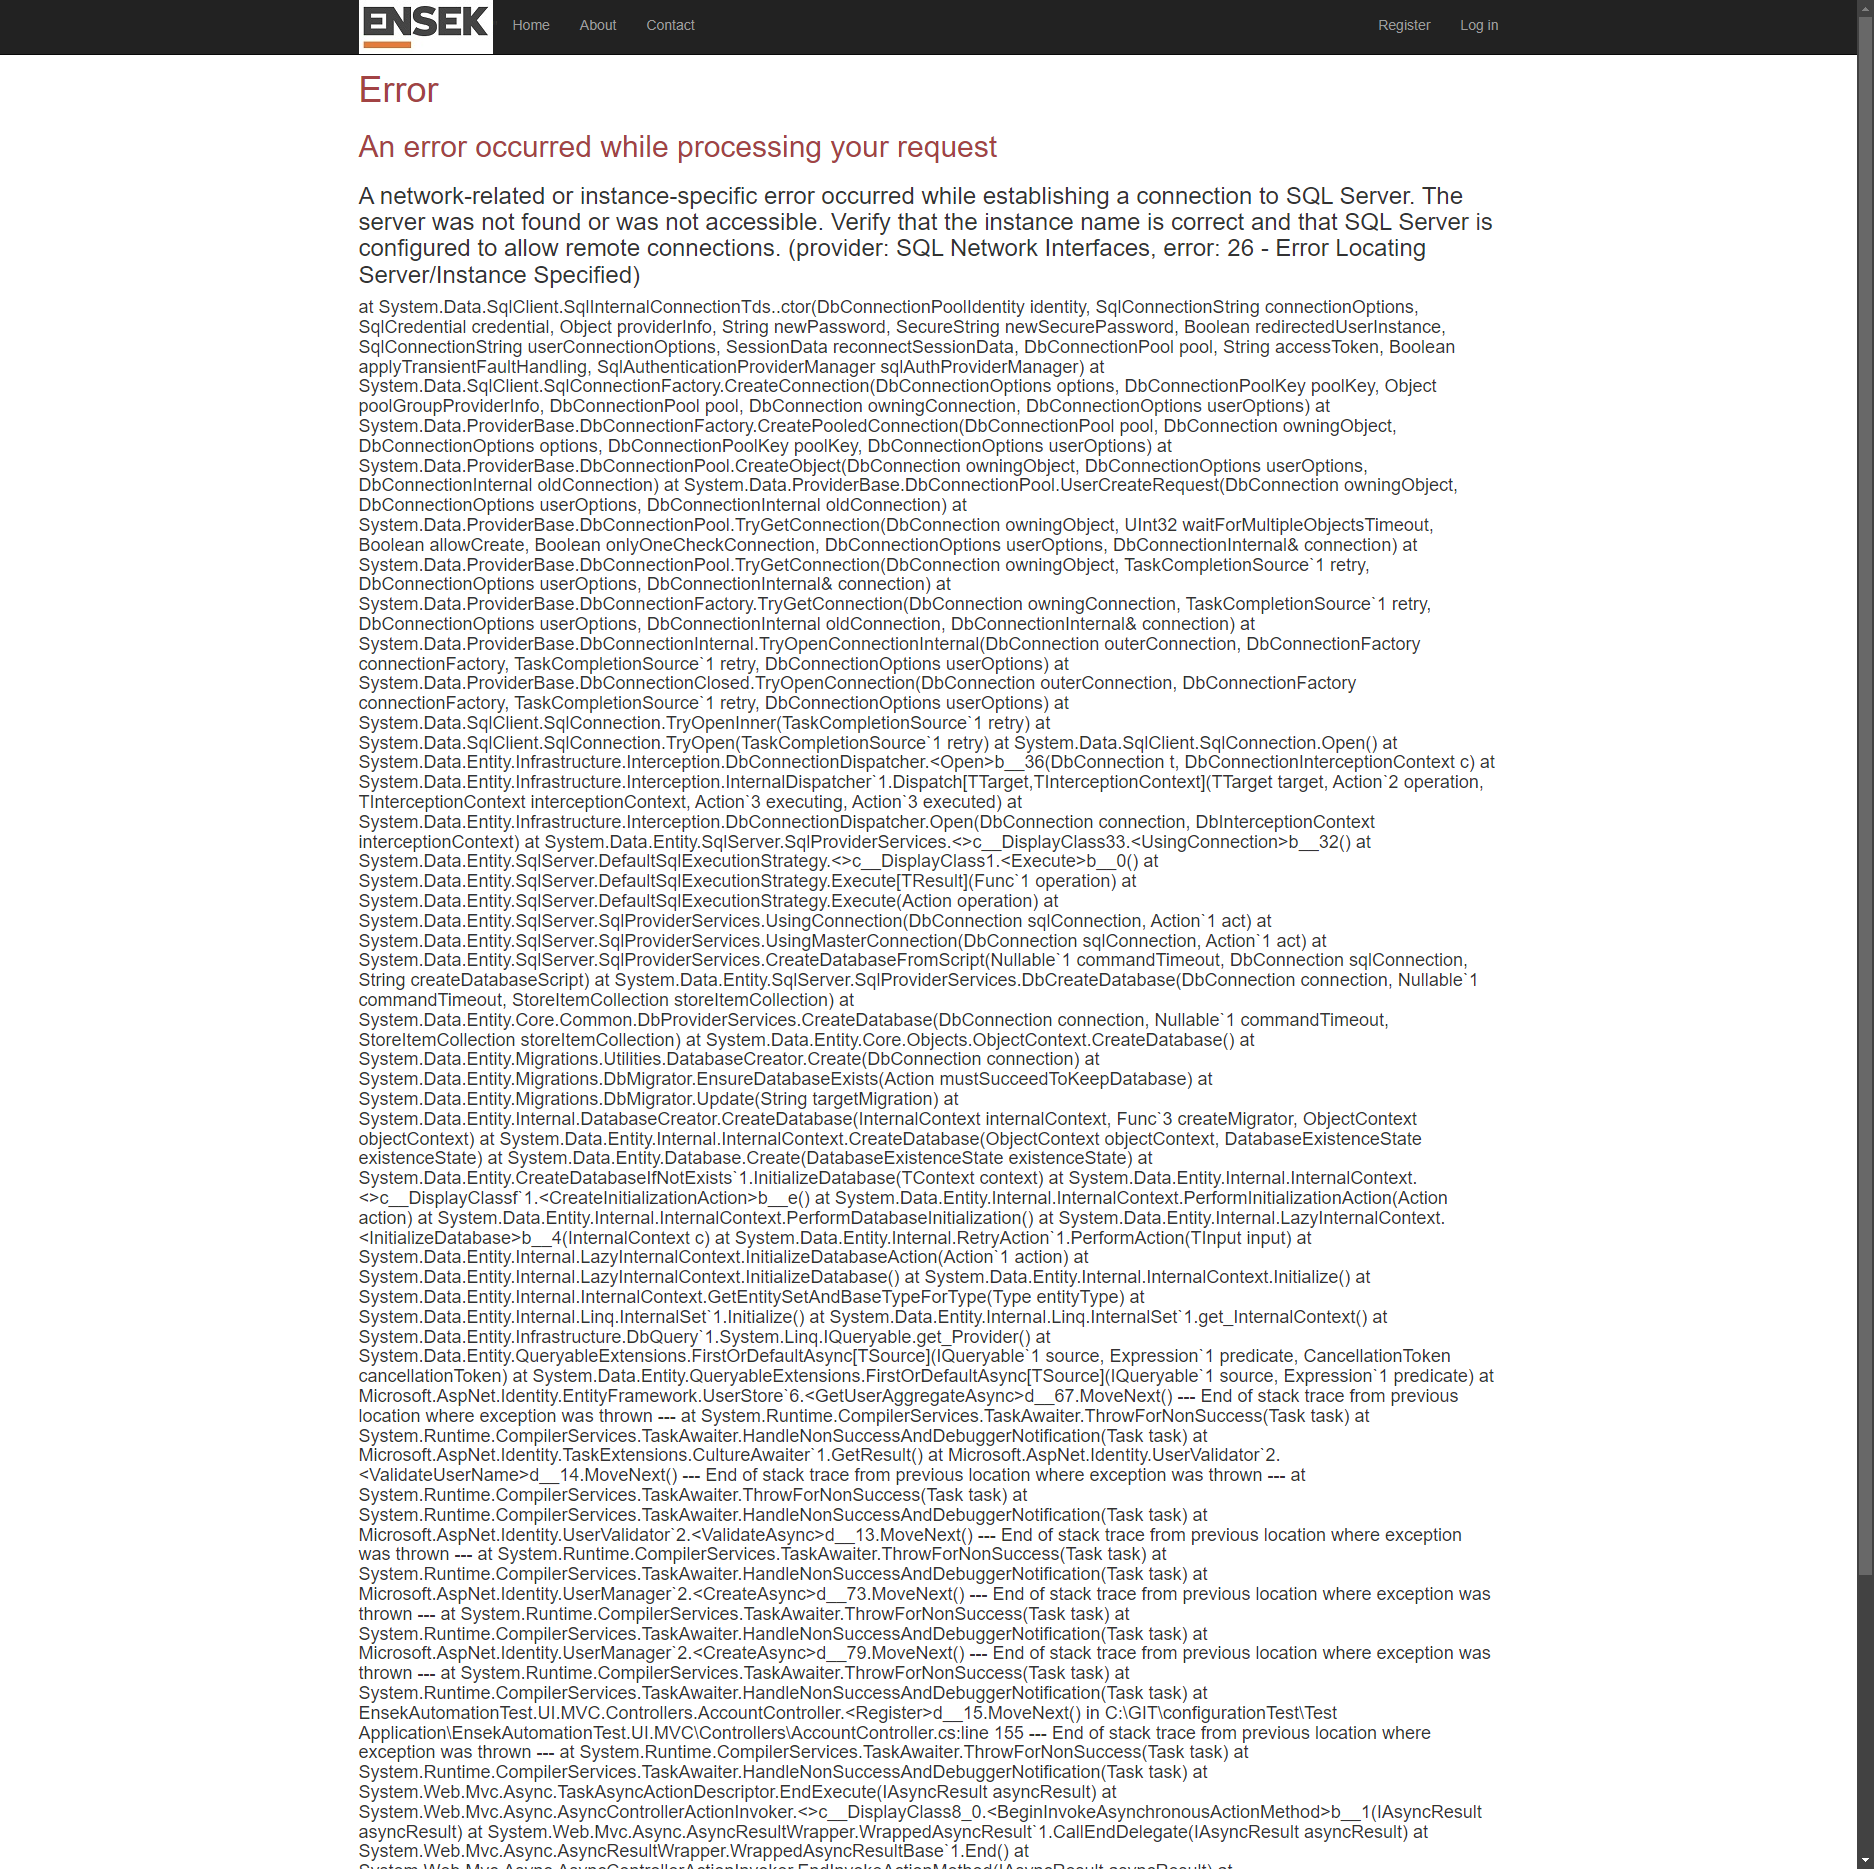 ENSEK
Home About Contact Register Log in
Error
An error occurred while processing your request
A network-related or instance-specific error occurred while establishing a connection to SQL Server. The
server was not found or was not accessible. Verify that the instance name is correct and that SQL Server is
configured to allow remote connections. (provider: SQL Network Interfaces, error: 26 - Error Locating
Server/Instance Specified)
at System.Data.SqlClient.SqlInternalConnectionTds..ctor(DbConnectionPoolIdentity identity, SqlConnectionString connectionOptions,
SqlCredential credential, Object providerInfo, String newPassword, SecureString newSecurePassword, Boolean redirectedUserInstance,
SqlConnectionString userConnectionOptions, SessionData reconnectSessionData, DbConnectionPool pool, String accessToken, Boolean
applyTransientFaultHandling, SqlAuthenticationProviderManager sqlAuthProviderManager) at
System.Data.SqlClient.SqlConnectionFactory.CreateConnection(DbConnectionOptions options, DbConnectionPoolKey poolKey, Object
poolGroupProviderInfo, DbConnectionPool pool, DbConnection owningConnection, DbConnectionOptions userOptions) at
System.Data.ProviderBase.DbConnectionFactory.CreatePooledConnection(DbConnectionPool pool, DbConnection owningObject,
DbConnectionOptions options, DbConnectionPoolKey poolKey, DbConnectionOptions userOptions) at
System.Data.ProviderBase.DbConnectionPool.CreateObject(DbConnection owningObject, DbConnectionOptions userOptions,
DbConnectionInternal oldConnection) at System.Data.ProviderBase.DbConnectionPool.UserCreateRequest(DbConnection owningObject,
DbConnectionOptions userOptions, DbConnectionInternal oldConnection) at
System.Data.ProviderBase.DbConnectionPool.TryGetConnection(DbConnection owningObject, UInt32 waitForMultipleObjectsTimeout,
Boolean allowCreate, Boolean onlyOneCheckConnection, DbConnectionOptions userOptions, DbConnectionInternal& connection) at
System.Data.ProviderBase.DbConnectionPool.TryGetConnection(DbConnection owningObject, TaskCompletionSource`1 retry,
DbConnectionOptions userOptions, DbConnectionInternal& connection) at
System.Data.ProviderBase.DbConnectionFactory.TryGetConnection(DbConnection owningConnection, TaskCompletionSource`1 retry,
DbConnectionOptions userOptions, DbConnectionInternal oldConnection, DbConnectionInternal& connection) at
System.Data.ProviderBase.DbConnectionInternal.TryOpenConnectionInternal(DbConnection outerConnection, DbConnectionFactory
connectionFactory, TaskCompletionSource`1 retry, DbConnectionOptions userOptions) at
System.Data.ProviderBase.DbConnectionClosed.TryOpenConnection(DbConnection outerConnection, DbConnectionFactory
connectionFactory, TaskCompletionSource`1 retry, DbConnectionOptions userOptions) at
System.Data.SqlClient.SqlConnection.TryOpenInner(TaskCompletionSource`1 retry) at
System.Data.SqlClient.SqlConnection.TryOpen(TaskCompletionSource`1 retry) at System.Data.SqlClient.SqlConnection.Open() at
System.Data.Entity.Infrastructure.Interception.DbConnectionDispatcher.<Open>b__36(DbConnection t, DbConnectionInterceptionContext c) at
System.Data.Entity.Infrastructure.Interception.InternalDispatcher`1.Dispatch[TTarget,TInterceptionContext](TTarget target, Action`2 operation,
TInterceptionContext interceptionContext, Action`3 executing, Action`3 executed) at
System.Data.Entity.Infrastructure.Interception.DbConnectionDispatcher.Open(DbConnection connection, DbInterceptionContext
interceptionContext) at System.Data.Entity.SqlServer.SqlProviderServices.<>c__DisplayClass33.<UsingConnection>b__32() at
System.Data.Entity.SqlServer.DefaultSqlExecutionStrategy.<>c__DisplayClass1.<Execute>b__0() at
System.Data.Entity.SqlServer.DefaultSqlExecutionStrategy.Execute[TResult](Func`1 operation) at
System.Data.Entity.SqlServer.DefaultSqlExecutionStrategy.Execute(Action operation) at
System.Data.Entity.SqlServer.SqlProviderServices.UsingConnection(DbConnection sqlConnection, Action`1 act) at
System.Data.Entity.SqlServer.SqlProviderServices.UsingMasterConnection(DbConnection sqlConnection, Action`1 act) at
System.Data.Entity.SqlServer.SqlProviderServices.CreateDatabaseFromScript(Nullable`1 commandTimeout, DbConnection sqlConnection,
String createDatabaseScript) at System.Data.Entity.SqlServer.SqlProviderServices.DbCreateDatabase(DbConnection connection, Nullable`1
commandTimeout, StoreItemCollection storeItemCollection) at
System.Data.Entity.Core.Common.DbProviderServices.CreateDatabase(DbConnection connection, Nullable`1 commandTimeout,
StoreItemCollection storeItemCollection) at System.Data.Entity.Core.Objects.ObjectContext.CreateDatabase() at
System.Data.Entity.Migrations.Utilities.DatabaseCreator.Create(DbConnection connection) at
System.Data.Entity.Migrations.DbMigrator.EnsureDatabaseExists(Action mustSucceedToKeepDatabase) at
System.Data.Entity.Migrations.DbMigrator.Update(String targetMigration) at
System.Data.Entity.Internal.DatabaseCreator.CreateDatabase(InternalContext internalContext, Func`3 createMigrator, ObjectContext
objectContext) at System.Data.Entity.Internal.InternalContext.CreateDatabase(ObjectContext objectContext, DatabaseExistenceState
existenceState) at System.Data.Entity.Database.Create(DatabaseExistenceState existenceState) at
System.Data.Entity.CreateDatabaseIfNotExists`1.InitializeDatabase(TContext context) at System.Data.Entity.Internal.InternalContext.
<>c__DisplayClassf`1.<CreateInitializationAction>b__e() at System.Data.Entity.Internal.InternalContext.PerformInitializationAction(Action
action) at System.Data.Entity.Internal.InternalContext.PerformDatabaseInitialization() at System.Data.Entity.Internal.LazyInternalContext.
<InitializeDatabase>b__4(InternalContext c) at System.Data.Entity.Internal.RetryAction`1.PerformAction(TInput input) at
System.Data.Entity.Internal.LazyInternalContext.InitializeDatabaseAction(Action`1 action) at
System.Data.Entity.Internal.LazyInternalContext.InitializeDatabase() at System.Data.Entity.Internal.InternalContext.Initialize() at
System.Data.Entity.Internal.InternalContext.GetEntitySetAndBaseTypeForType(Type entityType) at
System.Data.Entity.Internal.Linq.InternalSet`1.Initialize() at System.Data.Entity.Internal.Linq.InternalSet`1.get_InternalContext() at
System.Data.Entity.Infrastructure.DbQuery`1.System.Linq.IQueryable.get_Provider() at
System.Data.Entity.QueryableExtensions.FirstOrDefaultAsync[TSource](IQueryable`1 source, Expression`1 predicate, CancellationToken
cancellationToken) at System.Data.Entity.QueryableExtensions.FirstOrDefaultAsync[TSource](IQueryable`1 source, Expression`1 predicate) at
Microsoft.AspNet.Identity.EntityFramework.UserStore`6.<GetUserAggregateAsync>d__67.MoveNext() --- End of stack trace from previous
location where exception was thrown --- at System.Runtime.CompilerServices.TaskAwaiter.ThrowForNonSuccess(Task task) at
System.Runtime.CompilerServices.TaskAwaiter.HandleNonSuccessAndDebuggerNotification(Task task) at
Microsoft.AspNet.Identity.TaskExtensions.CultureAwaiter`1.GetResult() at Microsoft.AspNet.Identity.UserValidator`2.
<ValidateUserName>d__14.MoveNext() --- End of stack trace from previous location where exception was thrown --- at
System.Runtime.CompilerServices.TaskAwaiter.ThrowForNonSuccess(Task task) at
System.Runtime.CompilerServices.TaskAwaiter.HandleNonSuccessAndDebuggerNotification(Task task) at
Microsoft.AspNet.Identity.UserValidator`2.<ValidateAsync>d__13.MoveNext() --- End of stack trace from previous location where exception
was thrown --- at System.Runtime.CompilerServices.TaskAwaiter.ThrowForNonSuccess(Task task) at
System.Runtime.CompilerServices.TaskAwaiter.HandleNonSuccessAndDebuggerNotification(Task task) at
Microsoft.AspNet.Identity.UserManager`2.<CreateAsync>d__73.MoveNext() --- End of stack trace from previous location where exception was
thrown --- at System.Runtime.CompilerServices.TaskAwaiter.ThrowForNonSuccess(Task task) at
System.Runtime.CompilerServices.TaskAwaiter.HandleNonSuccessAndDebuggerNotification(Task task) at
Microsoft.AspNet.Identity.UserManager`2.<CreateAsync>d__79.MoveNext() --- End of stack trace from previous location where exception was
thrown --- at System.Runtime.CompilerServices.TaskAwaiter.ThrowForNonSuccess(Task task) at
System.Runtime.CompilerServices.TaskAwaiter.HandleNonSuccessAndDebuggerNotification(Task task) at
EnsekAutomationTest.UI.MVC.Controllers.AccountController.<Register>d__15.MoveNext() in C:\GIT\configurationTest\Test
Application\EnsekAutomationTest.UI.MVC\Controllers\AccountController.cs:line 155 --- End of stack trace from previous location where
exception was thrown --- at System.Runtime.CompilerServices.TaskAwaiter.ThrowForNonSuccess(Task task) at
System.Runtime.CompilerServices.TaskAwaiter.HandleNonSuccessAndDebuggerNotification(Task task) at
System.Web.Mvc.Async.TaskAsyncActionDescriptor.EndExecute(IAsyncResult asyncResult) at
System.Web.Mvc.Async.AsyncControllerActionInvoker.<>c__DisplayClass8_0.<BeginInvokeAsynchronousActionMethod>b__1(IAsyncResult
asyncResult) at System.Web.Mvc.Async.AsyncResultWrapper.WrappedAsyncResult`1.CallEndDelegate(IAsyncResult asyncResult) at
System.Web.Mvc.Async.AsyncResultWrapper.WrappedAsyncResultBase`1.End() at
System.Web.Mvc.Async.AsyncControllerActionInvoker.EndInvokeActionMethod(IAsyncResult asyncResult) at